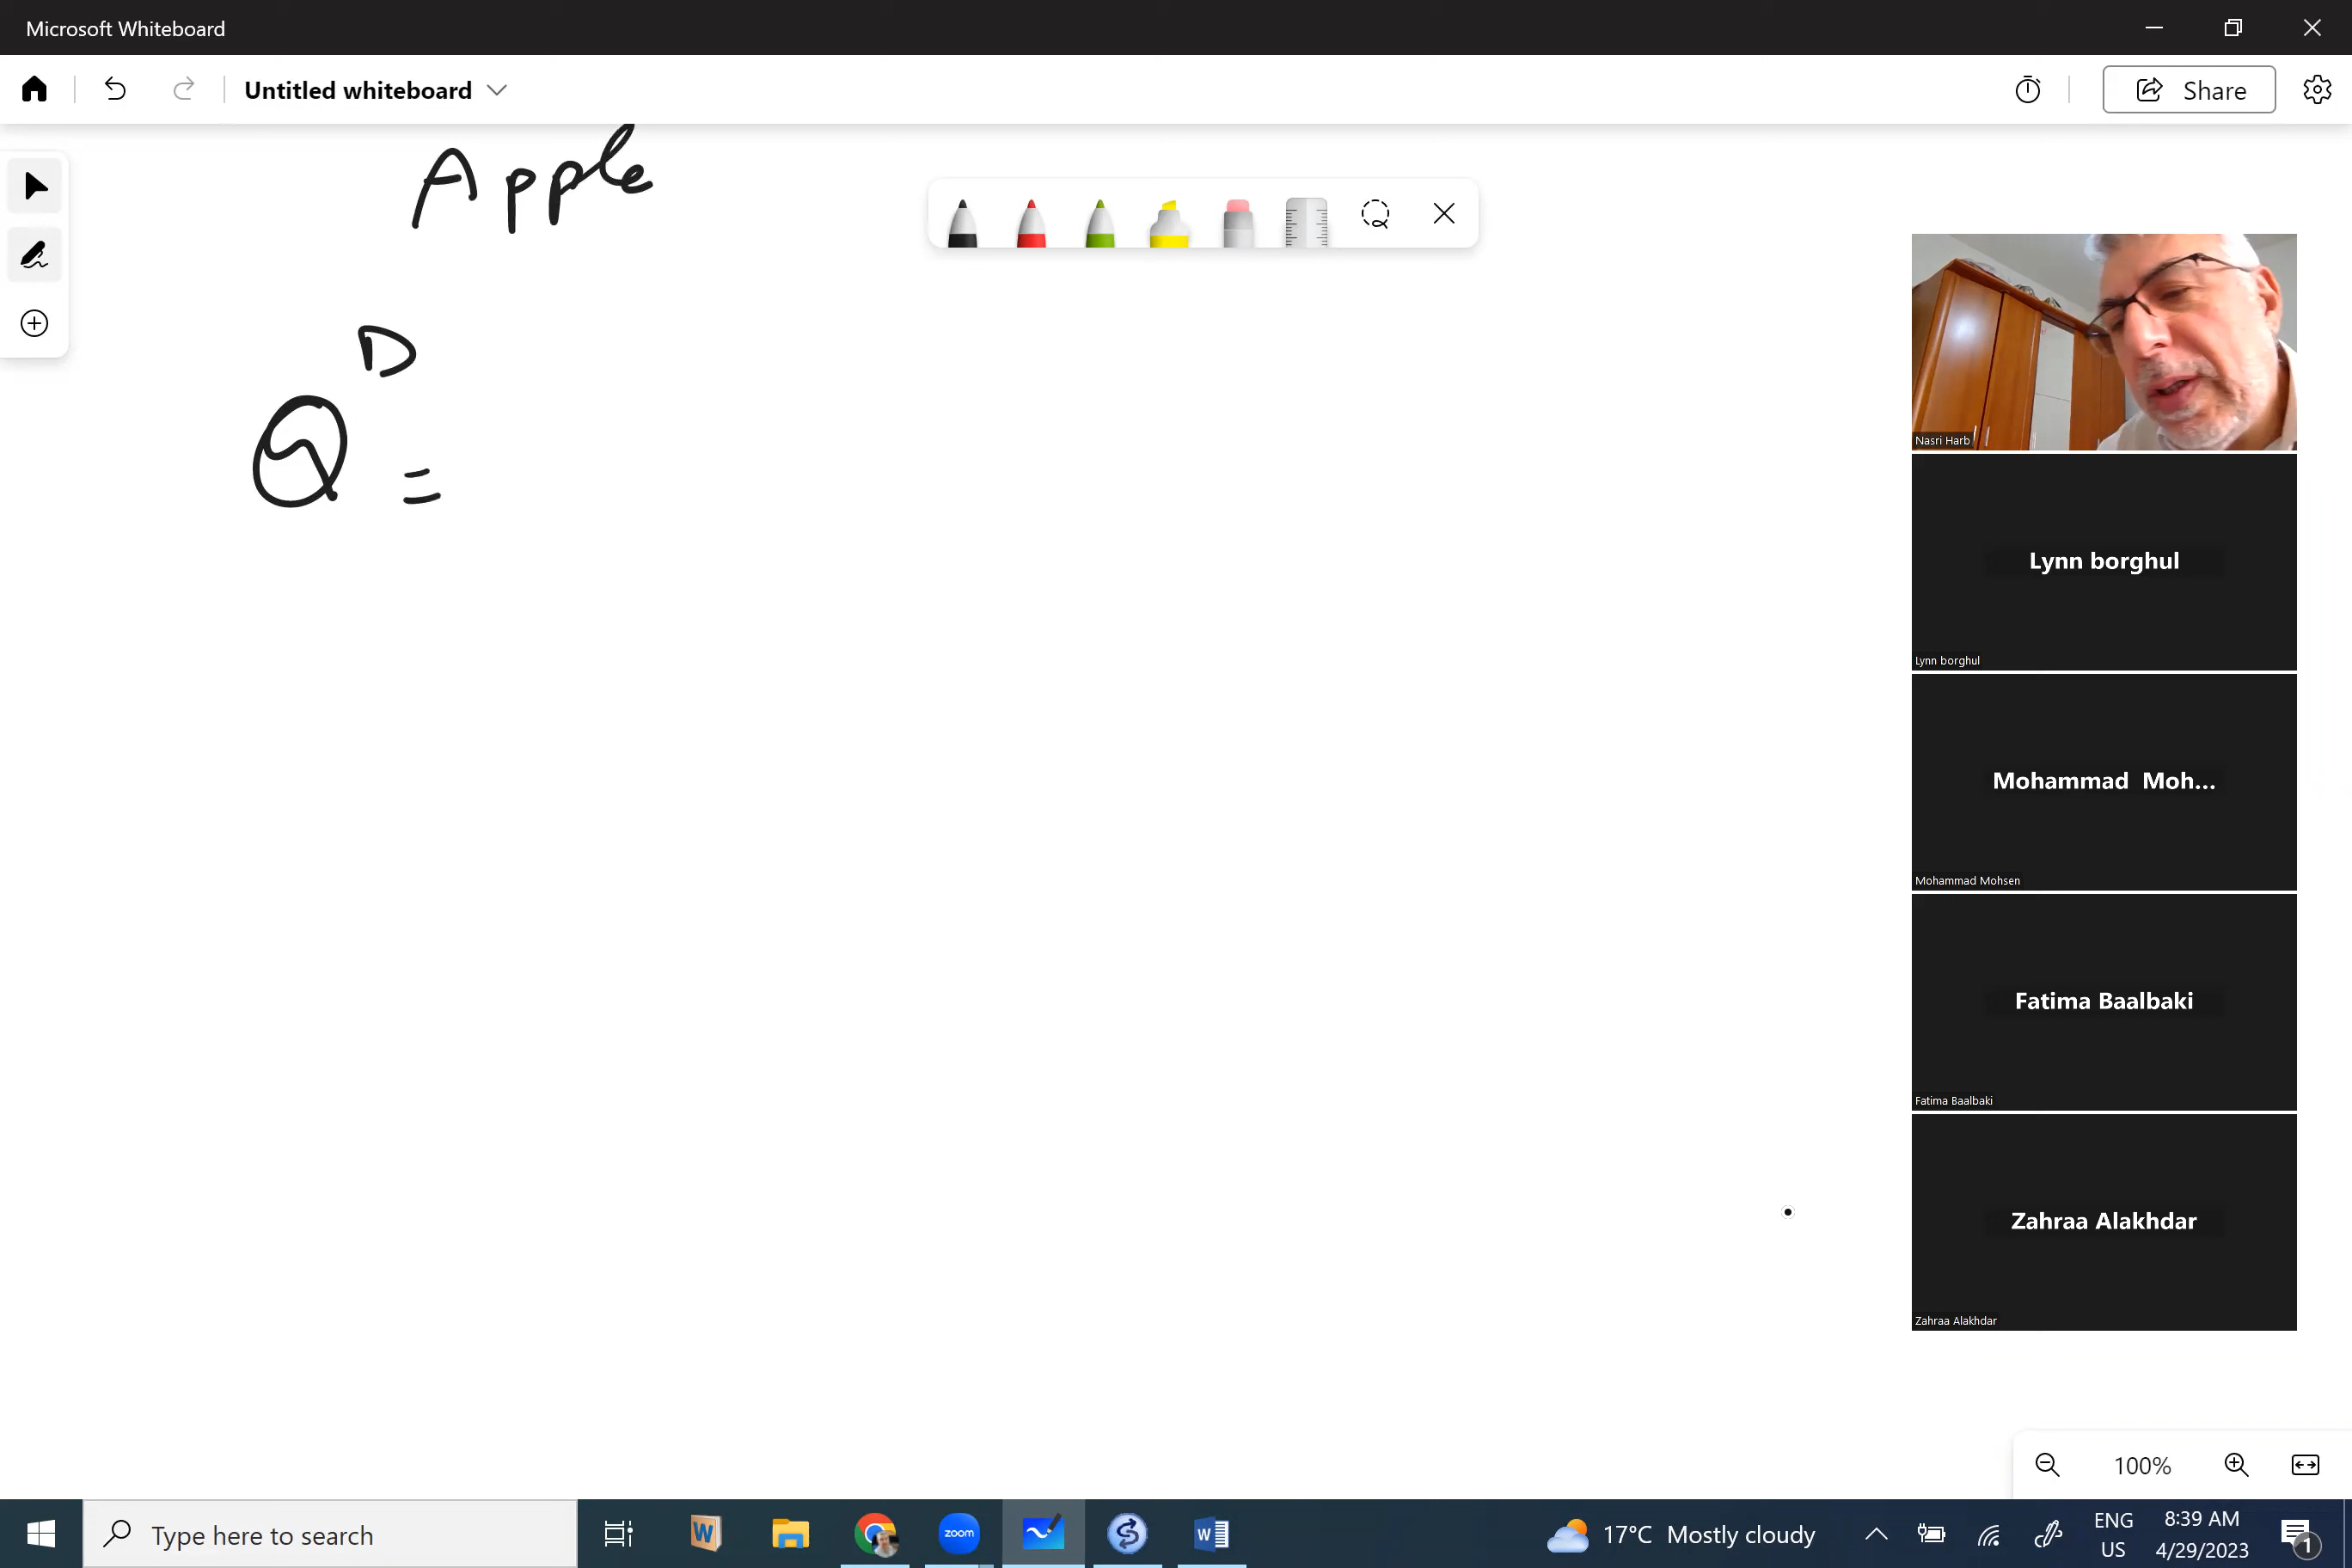 Microsoft Whiteboard
Untitled whiteboard
Share
Apple
D
Q =
Nasri Harb
Lynn borghul
Lynn borghul
Mohammad Moh...
Mohammad Mohsen
Fatima Baalbaki
Fatima Baalbaki
Zahraa Alakhdar
Zahraa Alakhdar
100%
Type here to search
W
zoom
W
17°C Mostly cloudy
ENG
US
8:39 AM
4/29/2023
1